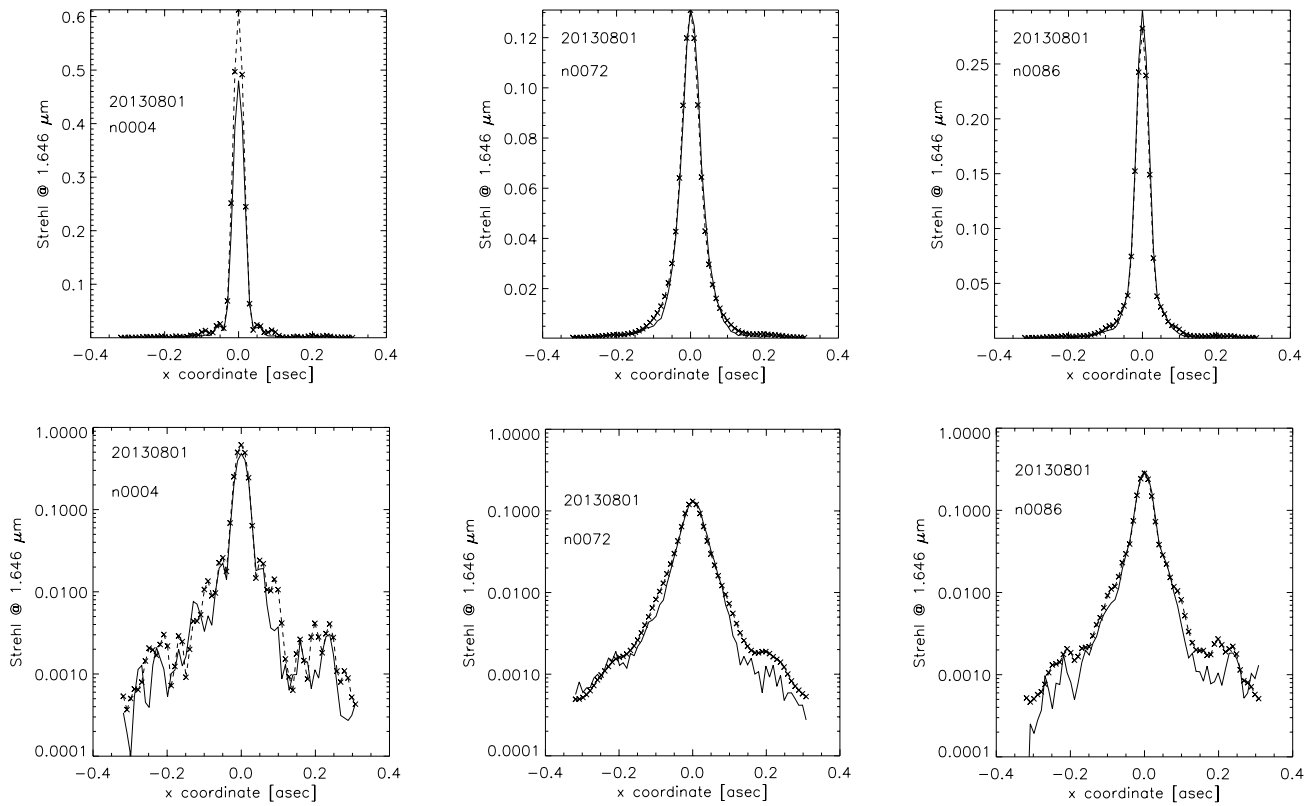 0.6
0.5
0.4
0.3
0.2
0.1
Strehl @ 1.646 μm
20130801
n0004
−0.4 −0.2 0.0 0.2 0.4
x coordinate [asec]
0.12
0.10
0.08
0.06
0.04
0.02
Strehl @ 1.646 μm
20130801
n0072
−0.4 −0.2 0.0 0.2 0.4
x coordinate [asec]
0.25
0.20
0.15
0.10
0.05
Strehl @ 1.646 μm
20130801
n0086
−0.4 −0.2 0.0 0.2 0.4
x coordinate [asec]
1.0000
0.1000
0.0100
0.0010
0.0001
Strehl @ 1.646 μm
20130801
n0004
−0.4 −0.2 0.0 0.2 0.4
x coordinate [asec]
1.0000
0.1000
0.0100
0.0010
0.0001
Strehl @ 1.646 μm
20130801
n0072
−0.4 −0.2 0.0 0.2 0.4
x coordinate [asec]
1.0000
0.1000
0.0100
0.0010
0.0001
Strehl @ 1.646 μm
20130801
n0086
−0.4 −0.2 0.0 0.2 0.4
x coordinate [asec]